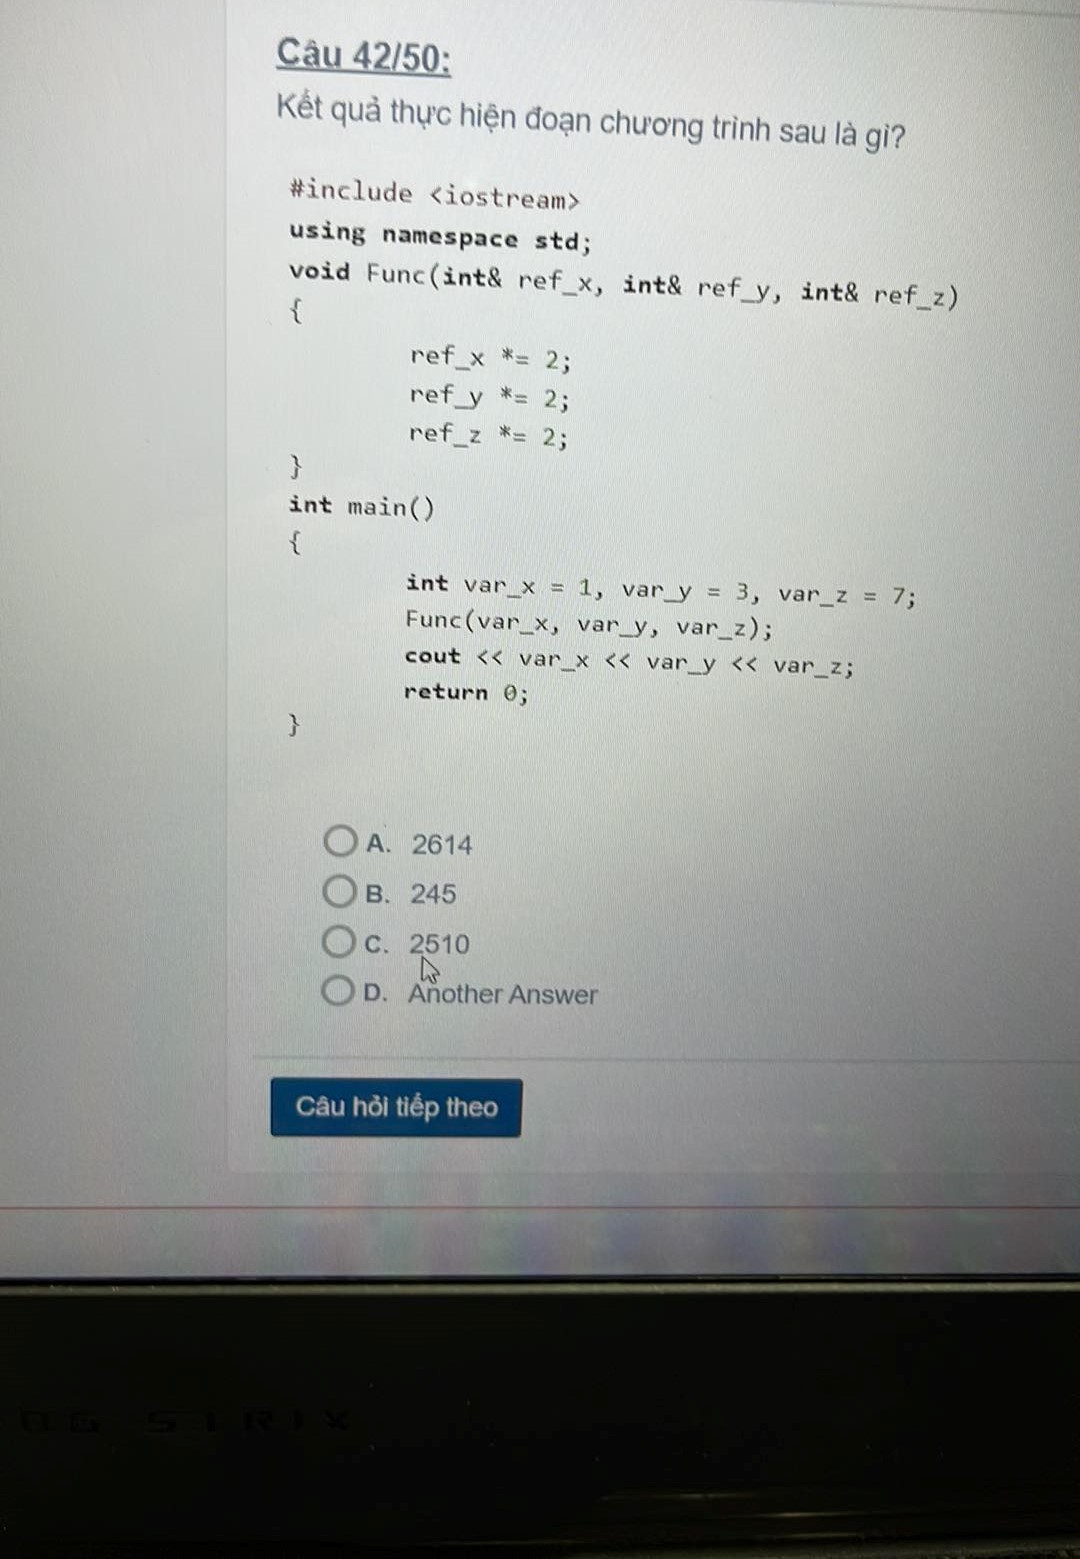 Câu 42/50:
Kết quả thực hiện đoạn chương trình sau là gì?
#include <iostream>
using namespace std;
void Func(int& ref_x, int& ref_y, int& ref_z)
{
ref_x *= 2;
ref_y *= 2;
ref_z *= 2;
}
int main()
{
int var_x = 1, var_y = 3, var_z = 7;
Func(var_x, var_y, var_z);
cout << var_x << var_y << var_z;
return 0;
}
A. 2614
B. 245
C. 2510
D. Another Answer
Câu hỏi tiếp theo
STRIX